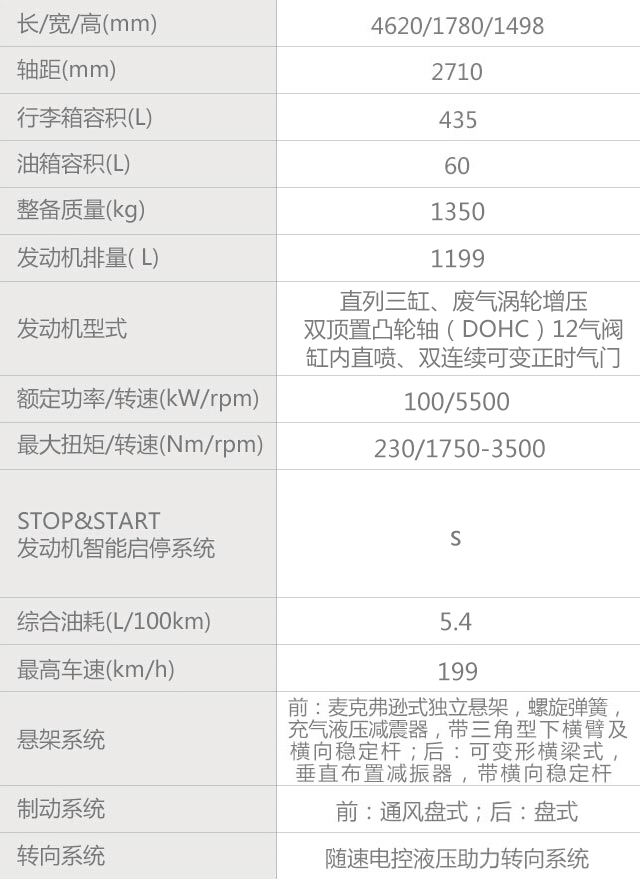 长/宽/高(mm)
4620/1780/1498
轴距(mm)
2710
行李箱容积(L)
435
油箱容积(L)
60
整备质量(kg)
1350
发动机排量( L)
1199
发动机型式
直列三缸、废气涡轮增压
双顶置凸轮轴（DOHC）12气阀
缸内直喷、双连续可变正时气门
额定功率/转速(kW/rpm)
100/5500
最大扭矩/转速(Nm/rpm)
230/1750-3500
STOP&START
发动机智能启停系统
S
综合油耗(L/100km)
5.4
最高车速(km/h)
199
悬架系统
前：麦克弗逊式独立悬架，螺旋弹簧，
充气液压减震器，带三角型下横臂及
横向稳定杆；后：可变形横梁式，
垂直布置减振器，带横向稳定杆
制动系统
前：通风盘式；后：盘式
转向系统
随速电控液压助力转向系统